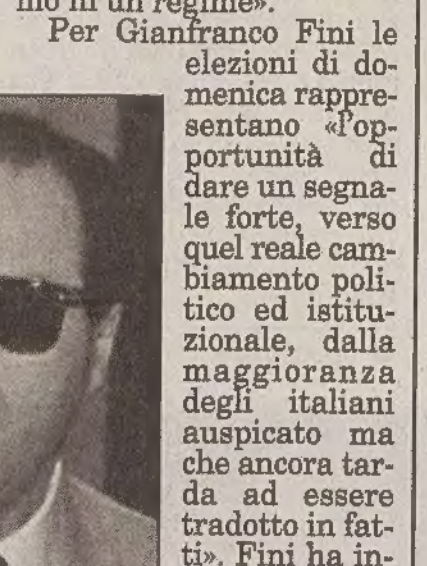 mo in un regime».
Per Gianfranco Fini le
elezioni di do-
menica rappre-
sentano «l'op-
portunità di
dare un segna-
le forte, verso
quel reale cam-
biamento poli-
tico ed istitu-
zionale, dalla
maggioranza
degli italiani
auspicato ma
che ancora tar-
da ad essere
tradotto in fat-
ti». Fini ha in-